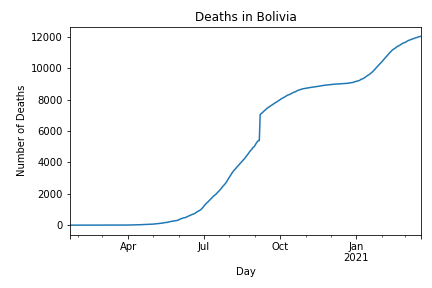 Deaths in Bolivia
12000
10000
8000
6000
4000
2000
0
Number of Deaths
Apr
Jul
Oct
Jan
2021
Day